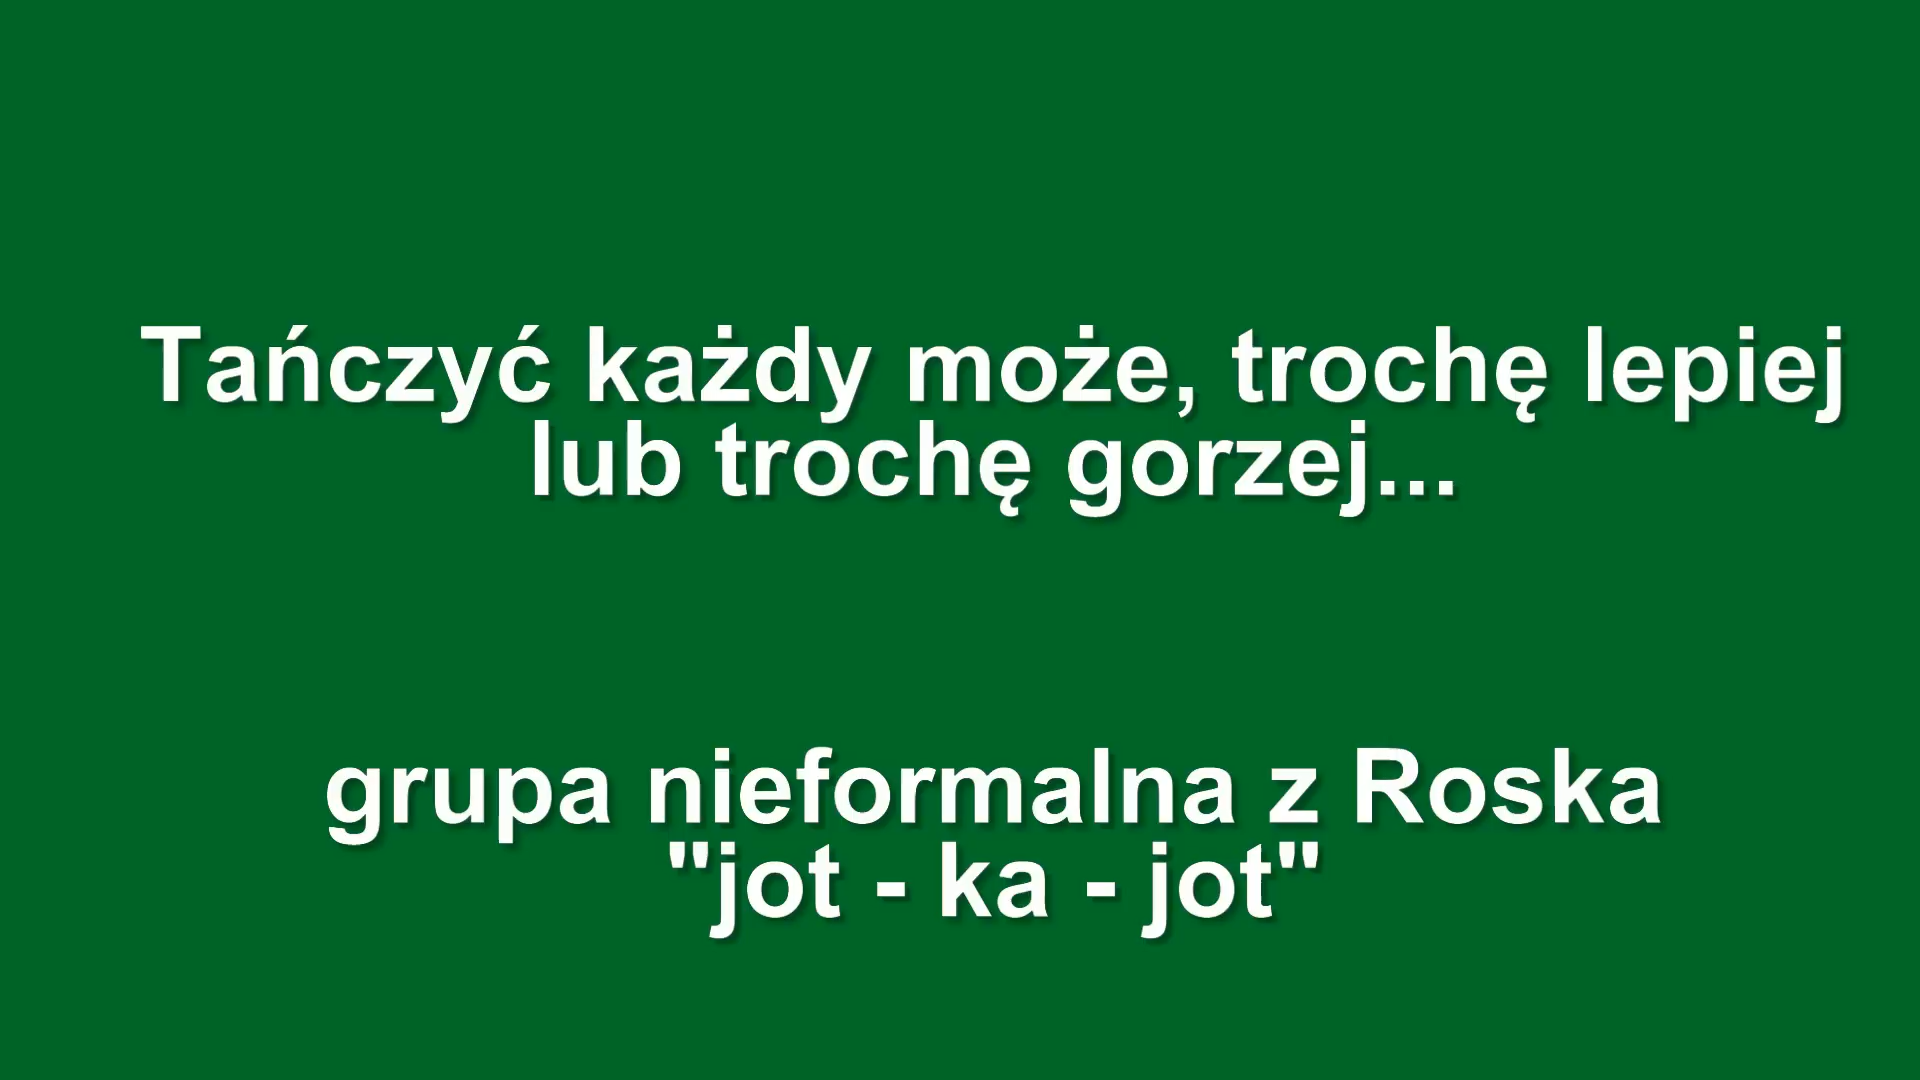 Tańczyć każdy może, trochę lepiej
lub trochę gorzej...
grupa nieformalna z Roska
"jot - ka - jot"